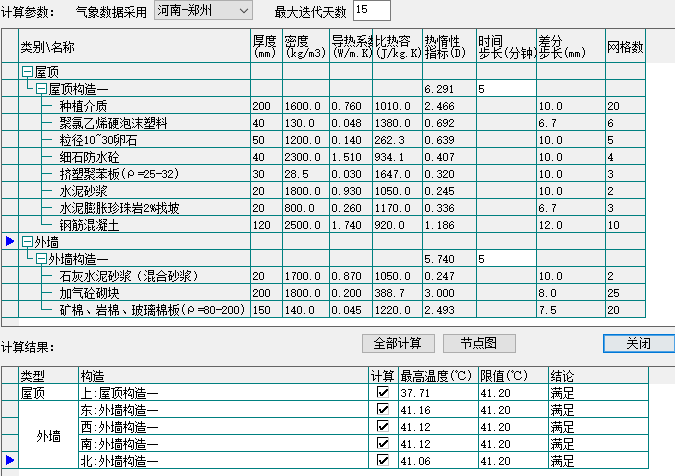 计算参数: 气象数据采用 河南-郑州 最大迭代天数 15
类别\名称 厚度(mm) 密度(kg/m3) 导热系数(W/m.K) 比热容(J/kg.K) 热惰性指标(D) 时间步长(分钟) 差分步长(mm) 网格数
屋顶
屋顶构造一 6.291 5
种植介质 200 1600.0 0.760 1010.0 2.466 10.0 20
聚氯乙烯硬泡沫塑料 40 130.0 0.048 1380.0 0.692 6.7 6
粒径10~30卵石 50 1200.0 0.140 262.3 0.639 10.0 5
细石防水砼 40 2300.0 1.510 934.1 0.407 10.0 4
挤塑聚苯板(ρ=25-32) 30 28.5 0.030 1647.0 0.320 10.0 3
水泥砂浆 20 1800.0 0.930 1050.0 0.245 10.0 2
水泥膨胀珍珠岩2%找坡 20 800.0 0.260 1170.0 0.336 6.7 3
钢筋混凝土 120 2500.0 1.740 920.0 1.186 12.0 10
外墙
外墙构造一 5.740 5
石灰水泥砂浆（混合砂浆） 20 1700.0 0.870 1050.0 0.247 10.0 2
加气砼砌块 200 1800.0 0.200 388.7 3.000 8.0 25
矿棉、岩棉、玻璃棉板(ρ=80-200) 150 140.0 0.045 1220.0 2.493 7.5 20
计算结果: 全部计算 节点图 关闭
类型 构造 计算 最高温度(℃) 限值(℃) 结论
屋顶 上:屋顶构造一 37.71 41.20 满足
东:外墙构造一 41.16 41.20 满足
西:外墙构造一 41.12 41.20 满足
外墙
南:外墙构造一 41.12 41.20 满足
北:外墙构造一 41.06 41.20 满足